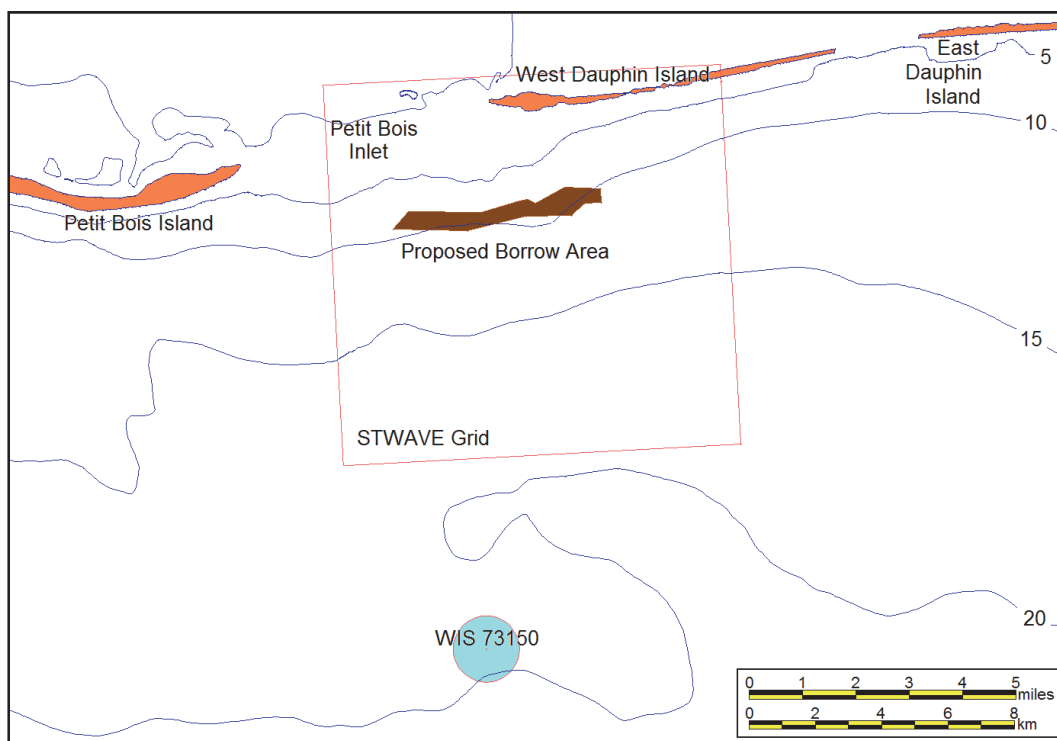 West Dauphin Island
East
Dauphin
Island
5
Petit Bois
Inlet
10
Petit Bois Island
Proposed Borrow Area
15
STWAVE Grid
20
WIS 73150
0 1 2 3 4 5
miles
0 2 4 6 8
km